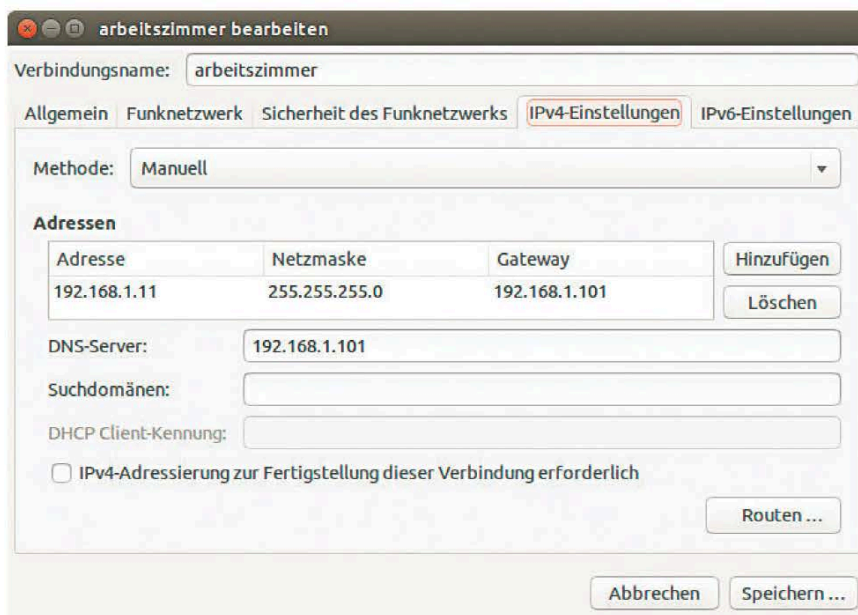 arbeitszimmer bearbeiten
Verbindungsname: arbeitszimmer
Allgemein Funknetzwerk Sicherheit des Funknetzwerks IPv4-Einstellungen IPv6-Einstellungen
Methode: Manuell
Adressen
Adresse Netzmaske Gateway Hinzufügen
192.168.1.11 255.255.255.0 192.168.1.101
Löschen
DNS-Server: 192.168.1.101
Suchdomänen:
DHCP Client-Kennung:
IPv4-Adressierung zur Fertigstellung dieser Verbindung erforderlich
Routen ...
Abbrechen Speichern ...